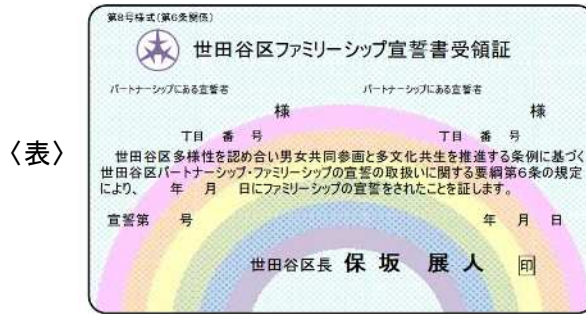 〈表〉
第8号様式(第6条関係)
世田谷区ファミリーシップ宣誓書受領証
パートナーシップにある宣誓者 パートナーシップにある宣誓者
様 様
丁目 番 号 丁目 番 号
世田谷区多様性を認め合い男女共同参画と多文化共生を推進する条例に基づく
世田谷区パートナーシップ・ファミリーシップの宣誓の取扱いに関する要綱第6条の規定
により、 年 月 日にファミリーシップの宣誓をされたことを証します。
宣誓第 号 年 月 日
世田谷区長 保坂 展人 印